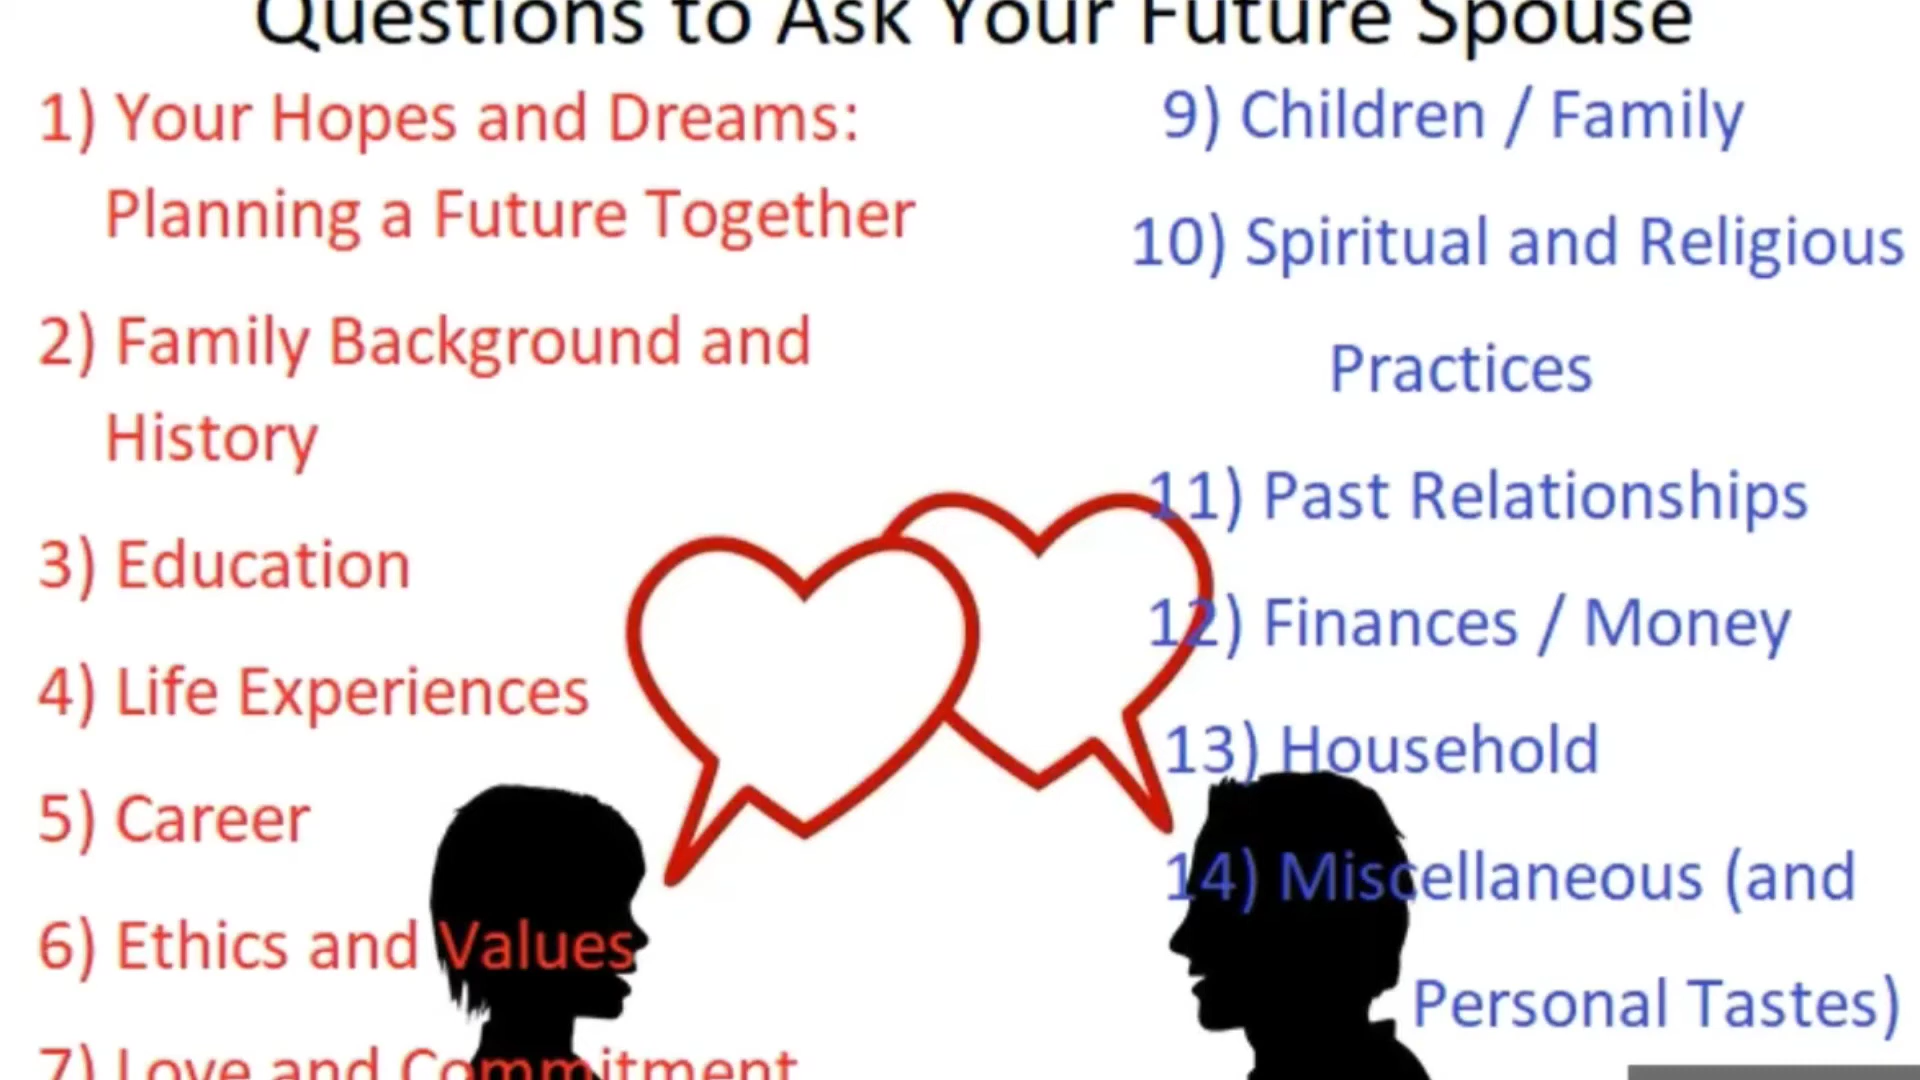 Questions to Ask Your Future Spouse
1) Your Hopes and Dreams:
Planning a Future Together
2) Family Background and
History
3) Education
4) Life Experiences
5) Career
6) Ethics and Values
7) Love and Commitment
9) Children / Family
10) Spiritual and Religious
Practices
11) Past Relationships
12) Finances / Money
13) Household
14) Miscellaneous (and
Personal Tastes)